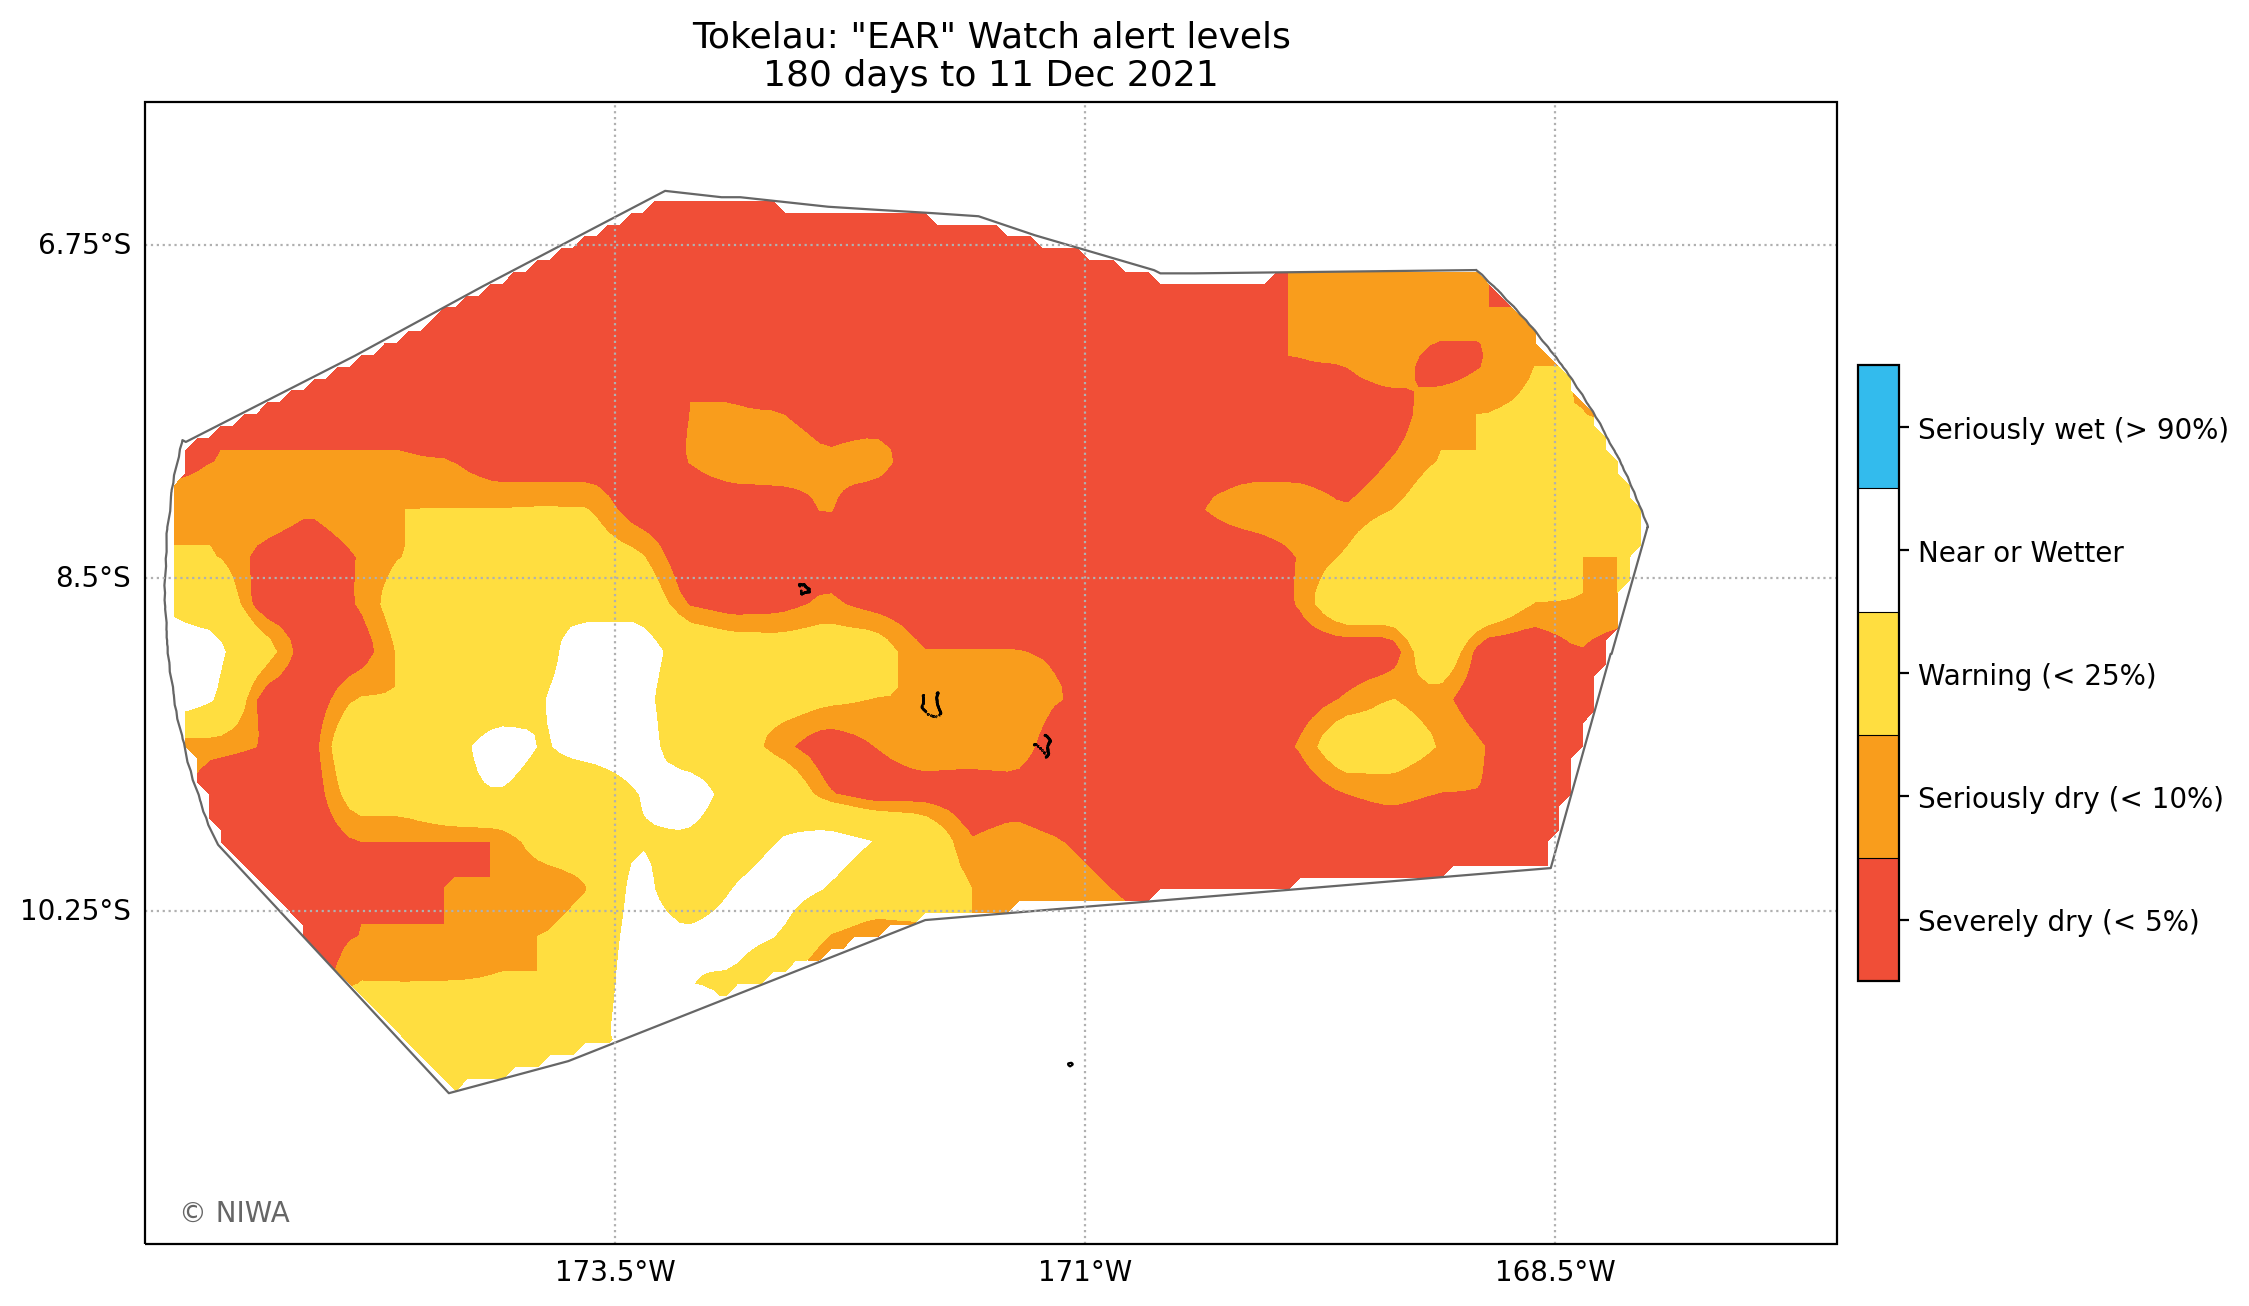 Tokelau: "EAR" Watch alert levels
180 days to 11 Dec 2021
6.75°S
8.5°S
10.25°S
173.5°W
171°W
168.5°W
Seriously wet (> 90%)
Near or Wetter
Warning (< 25%)
Seriously dry (< 10%)
Severely dry (< 5%)
© NIWA